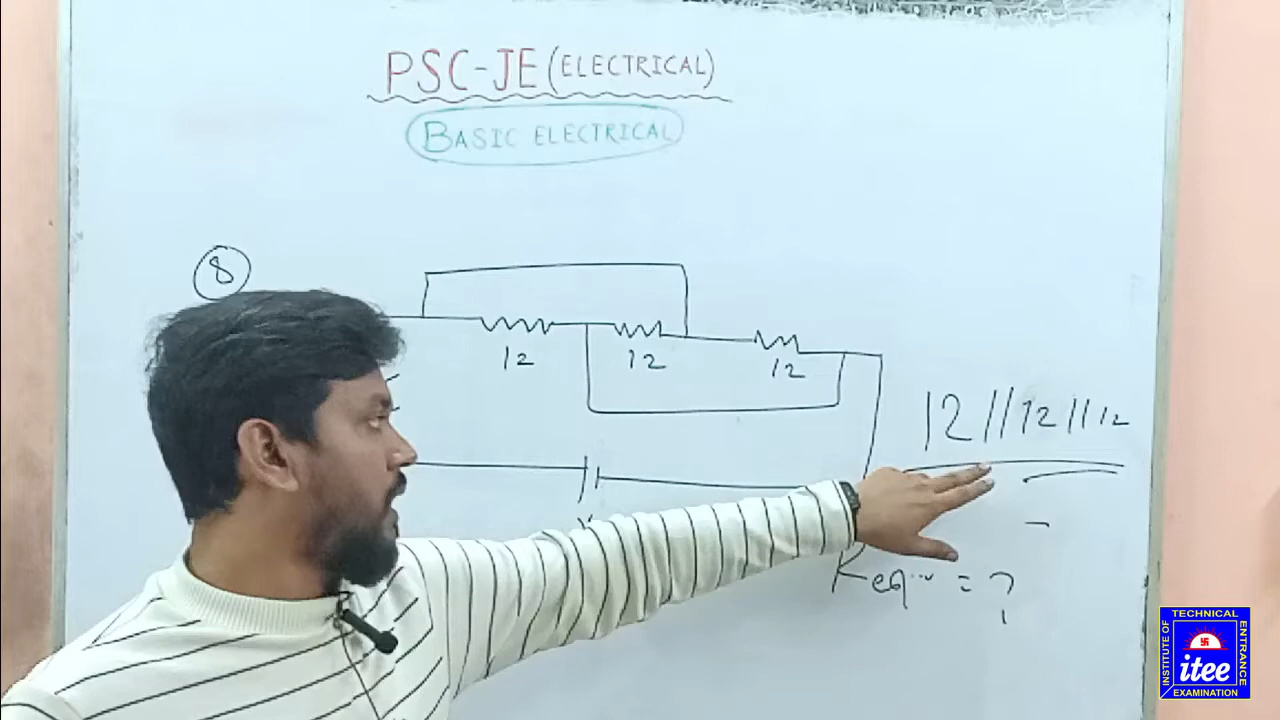 PSC-JE (ELECTRICAL)
BASIC ELECTRICAL
8
12 12 12
12//12//12
Req... = ?
INSTITUTE OF TECHNICAL ENTRANCE EXAMINATION
itee